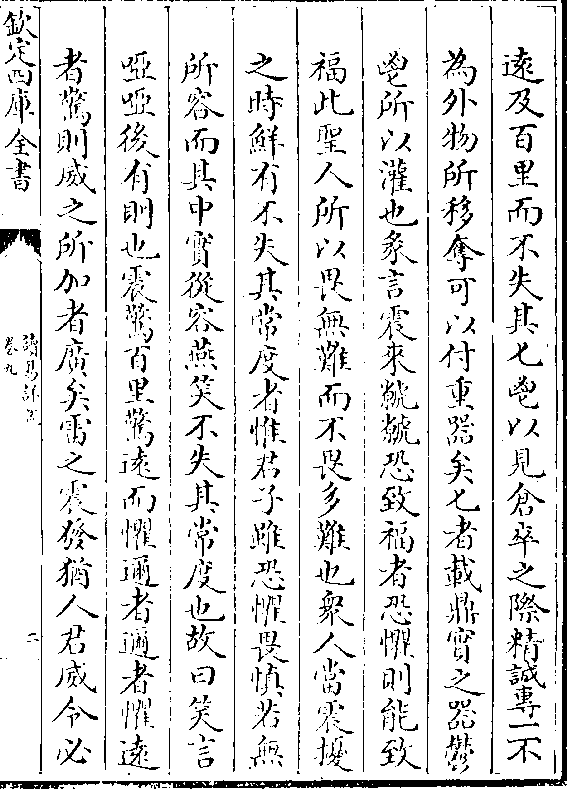 遠及百里而不失其匕鬯以見倉卒之際精誠專一不
為外物所移奪可以付重器矣匕者載鼎實之器鬱
鬯所以灌也彖言震來虩虩恐致福者恐懼則能致
福此聖人所以畏無難而不畏多難也衆人當震擾
之時鮮有不失其常度者惟君子雖恐懼畏慎若無
所容而其中實從容燕笑不失其常度也故曰笑言
啞啞後有則也震驚百里驚遠而懼邇者邇者懼遠
者驚則威之所加者廣矣雷之震發猶人君威令必
欽定四庫全書
讀易詳說
卷九
二